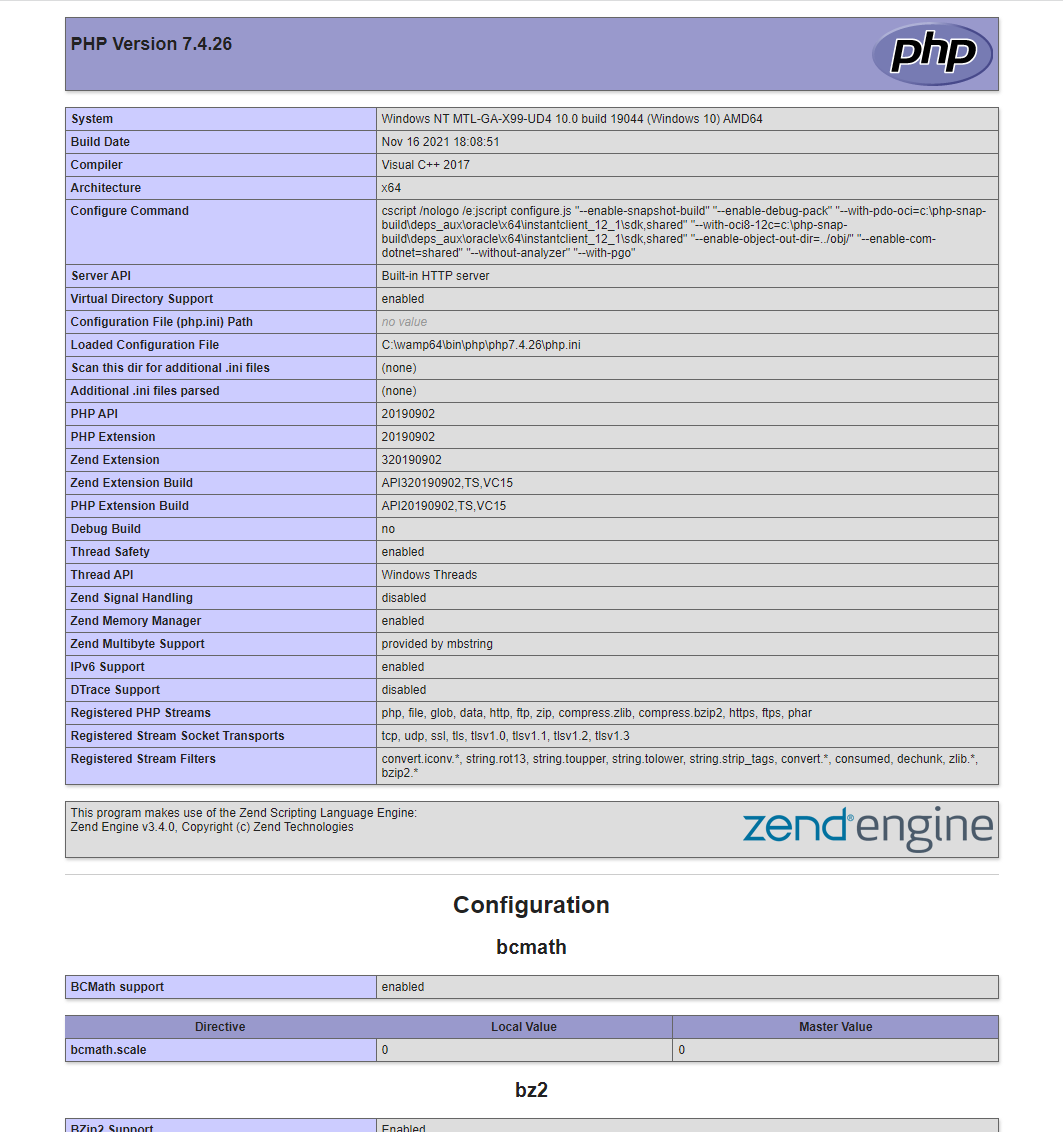 PHP Version 7.4.26
php
System Windows NT MTL-GA-X99-UD4 10.0 build 19044 (Windows 10) AMD64
Build Date Nov 16 2021 18:08:51
Compiler Visual C++ 2017
Architecture x64
Configure Command cscript /nologo /e:jscript configure.js "--enable-snapshot-build" "--enable-debug-pack" "--with-pdo-oci=c:\php-snap-
build\deps_aux\oracle\x64\instantclient_12_1\sdk,shared" "--with-oci8-12c=c:\php-snap-
build\deps_aux\oracle\x64\instantclient_12_1\sdk,shared" "--enable-object-out-dir=../obj/" "--enable-com-
dotnet=shared" "--without-analyzer" "--with-pgo"
Server API Built-in HTTP server
Virtual Directory Support enabled
Configuration File (php.ini) Path no value
Loaded Configuration File C:\wamp64\bin\php\php7.4.26\php.ini
Scan this dir for additional .ini files (none)
Additional .ini files parsed (none)
PHP API 20190902
PHP Extension 20190902
Zend Extension 320190902
Zend Extension Build API320190902,TS,VC15
PHP Extension Build API20190902,TS,VC15
Debug Build no
Thread Safety enabled
Thread API Windows Threads
Zend Signal Handling disabled
Zend Memory Manager enabled
Zend Multibyte Support provided by mbstring
IPv6 Support enabled
DTrace Support disabled
Registered PHP Streams php, file, glob, data, http, ftp, zip, compress.zlib, compress.bzip2, https, ftps, phar
Registered Stream Socket Transports tcp, udp, ssl, tls, tlsv1.0, tlsv1.1, tlsv1.2, tlsv1.3
Registered Stream Filters convert.iconv.*, string.rot13, string.toupper, string.tolower, string.strip_tags, convert.*, consumed, dechunk, zlib.*,
bzip2.*
This program makes use of the Zend Scripting Language Engine:
Zend Engine v3.4.0, Copyright (c) Zend Technologies
zend®engine
Configuration
bcmath
BCMath support enabled
Directive Local Value Master Value
bcmath.scale 0 0
bz2
BZip2 Support Enabled